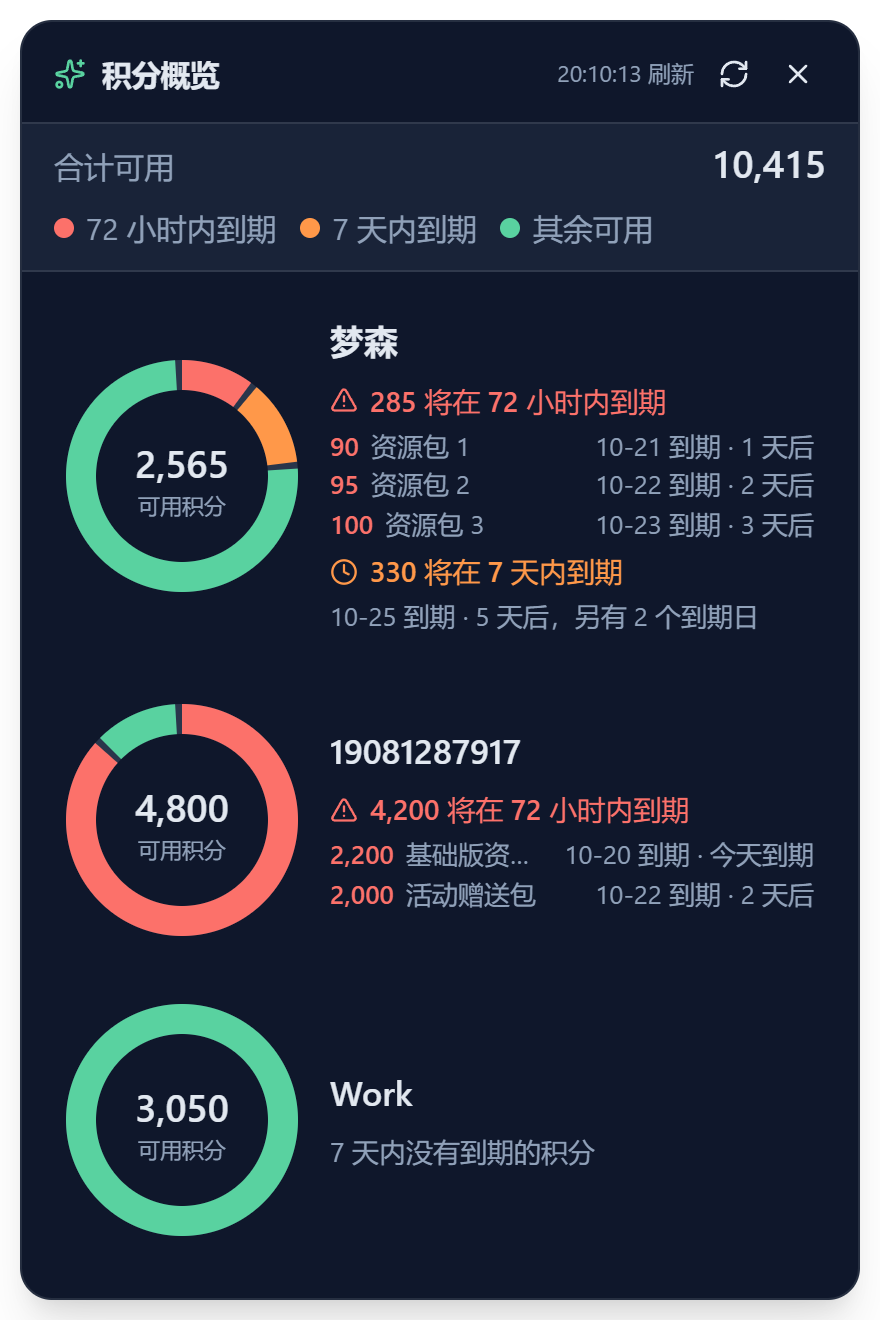 积分概览
20:10:13 刷新
合计可用
10,415
72 小时内到期
7 天内到期
其余可用
2,565
可用积分
梦森
285 将在 72 小时内到期
90 资源包 1 10-21 到期 · 1 天后
95 资源包 2 10-22 到期 · 2 天后
100 资源包 3 10-23 到期 · 3 天后
330 将在 7 天内到期
10-25 到期 · 5 天后，另有 2 个到期日
4,800
可用积分
19081287917
4,200 将在 72 小时内到期
2,200 基础版资... 10-20 到期 · 今天到期
2,000 活动赠送包 10-22 到期 · 2 天后
3,050
可用积分
Work
7 天内没有到期的积分